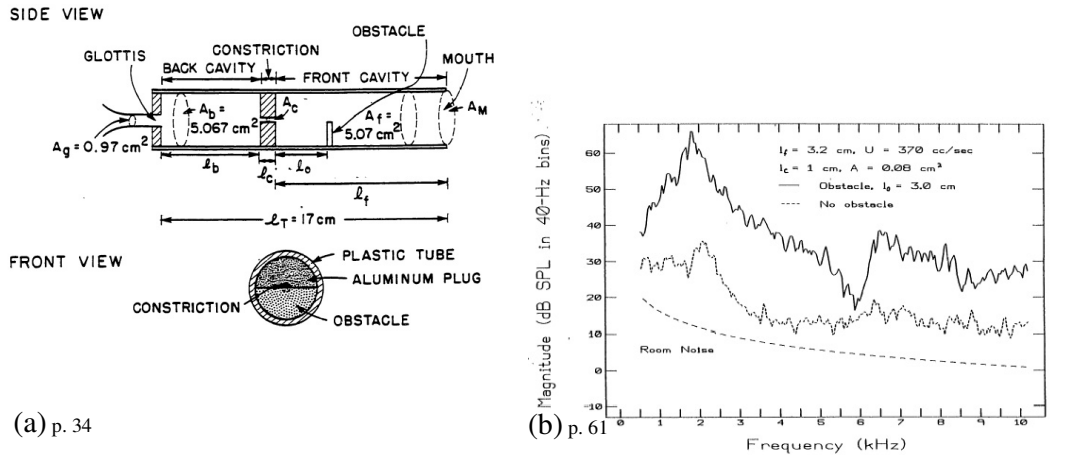 SIDE VIEW
OBSTACLE
GLOTTIS
CONSTRICTION
BACK CAVITY
FRONT CAVITY
MOUTH
A_b =
5.067 cm²
A_C
A_f =
5.07 cm²
A_M
A_g = 0.97 cm²
ℓ_b
ℓ_c
ℓ_o
ℓ_f
ℓ_T = 17 cm
FRONT VIEW
PLASTIC TUBE
ALUMINUM PLUG
CONSTRICTION
OBSTACLE
(a) p. 34
Magnitude (dB SPL in 40-Hz bins)
60
50
40
30
20
10
0
-10
l_f = 3.2 cm, U = 370 cc/sec
l_c = 1 cm, A = 0.08 cm³
Obstacle, l_o = 3.0 cm
No obstacle
Room Noise
0 1 2 3 4 5 6 7 8 9 10
Frequency (kHz)
(b) p. 61